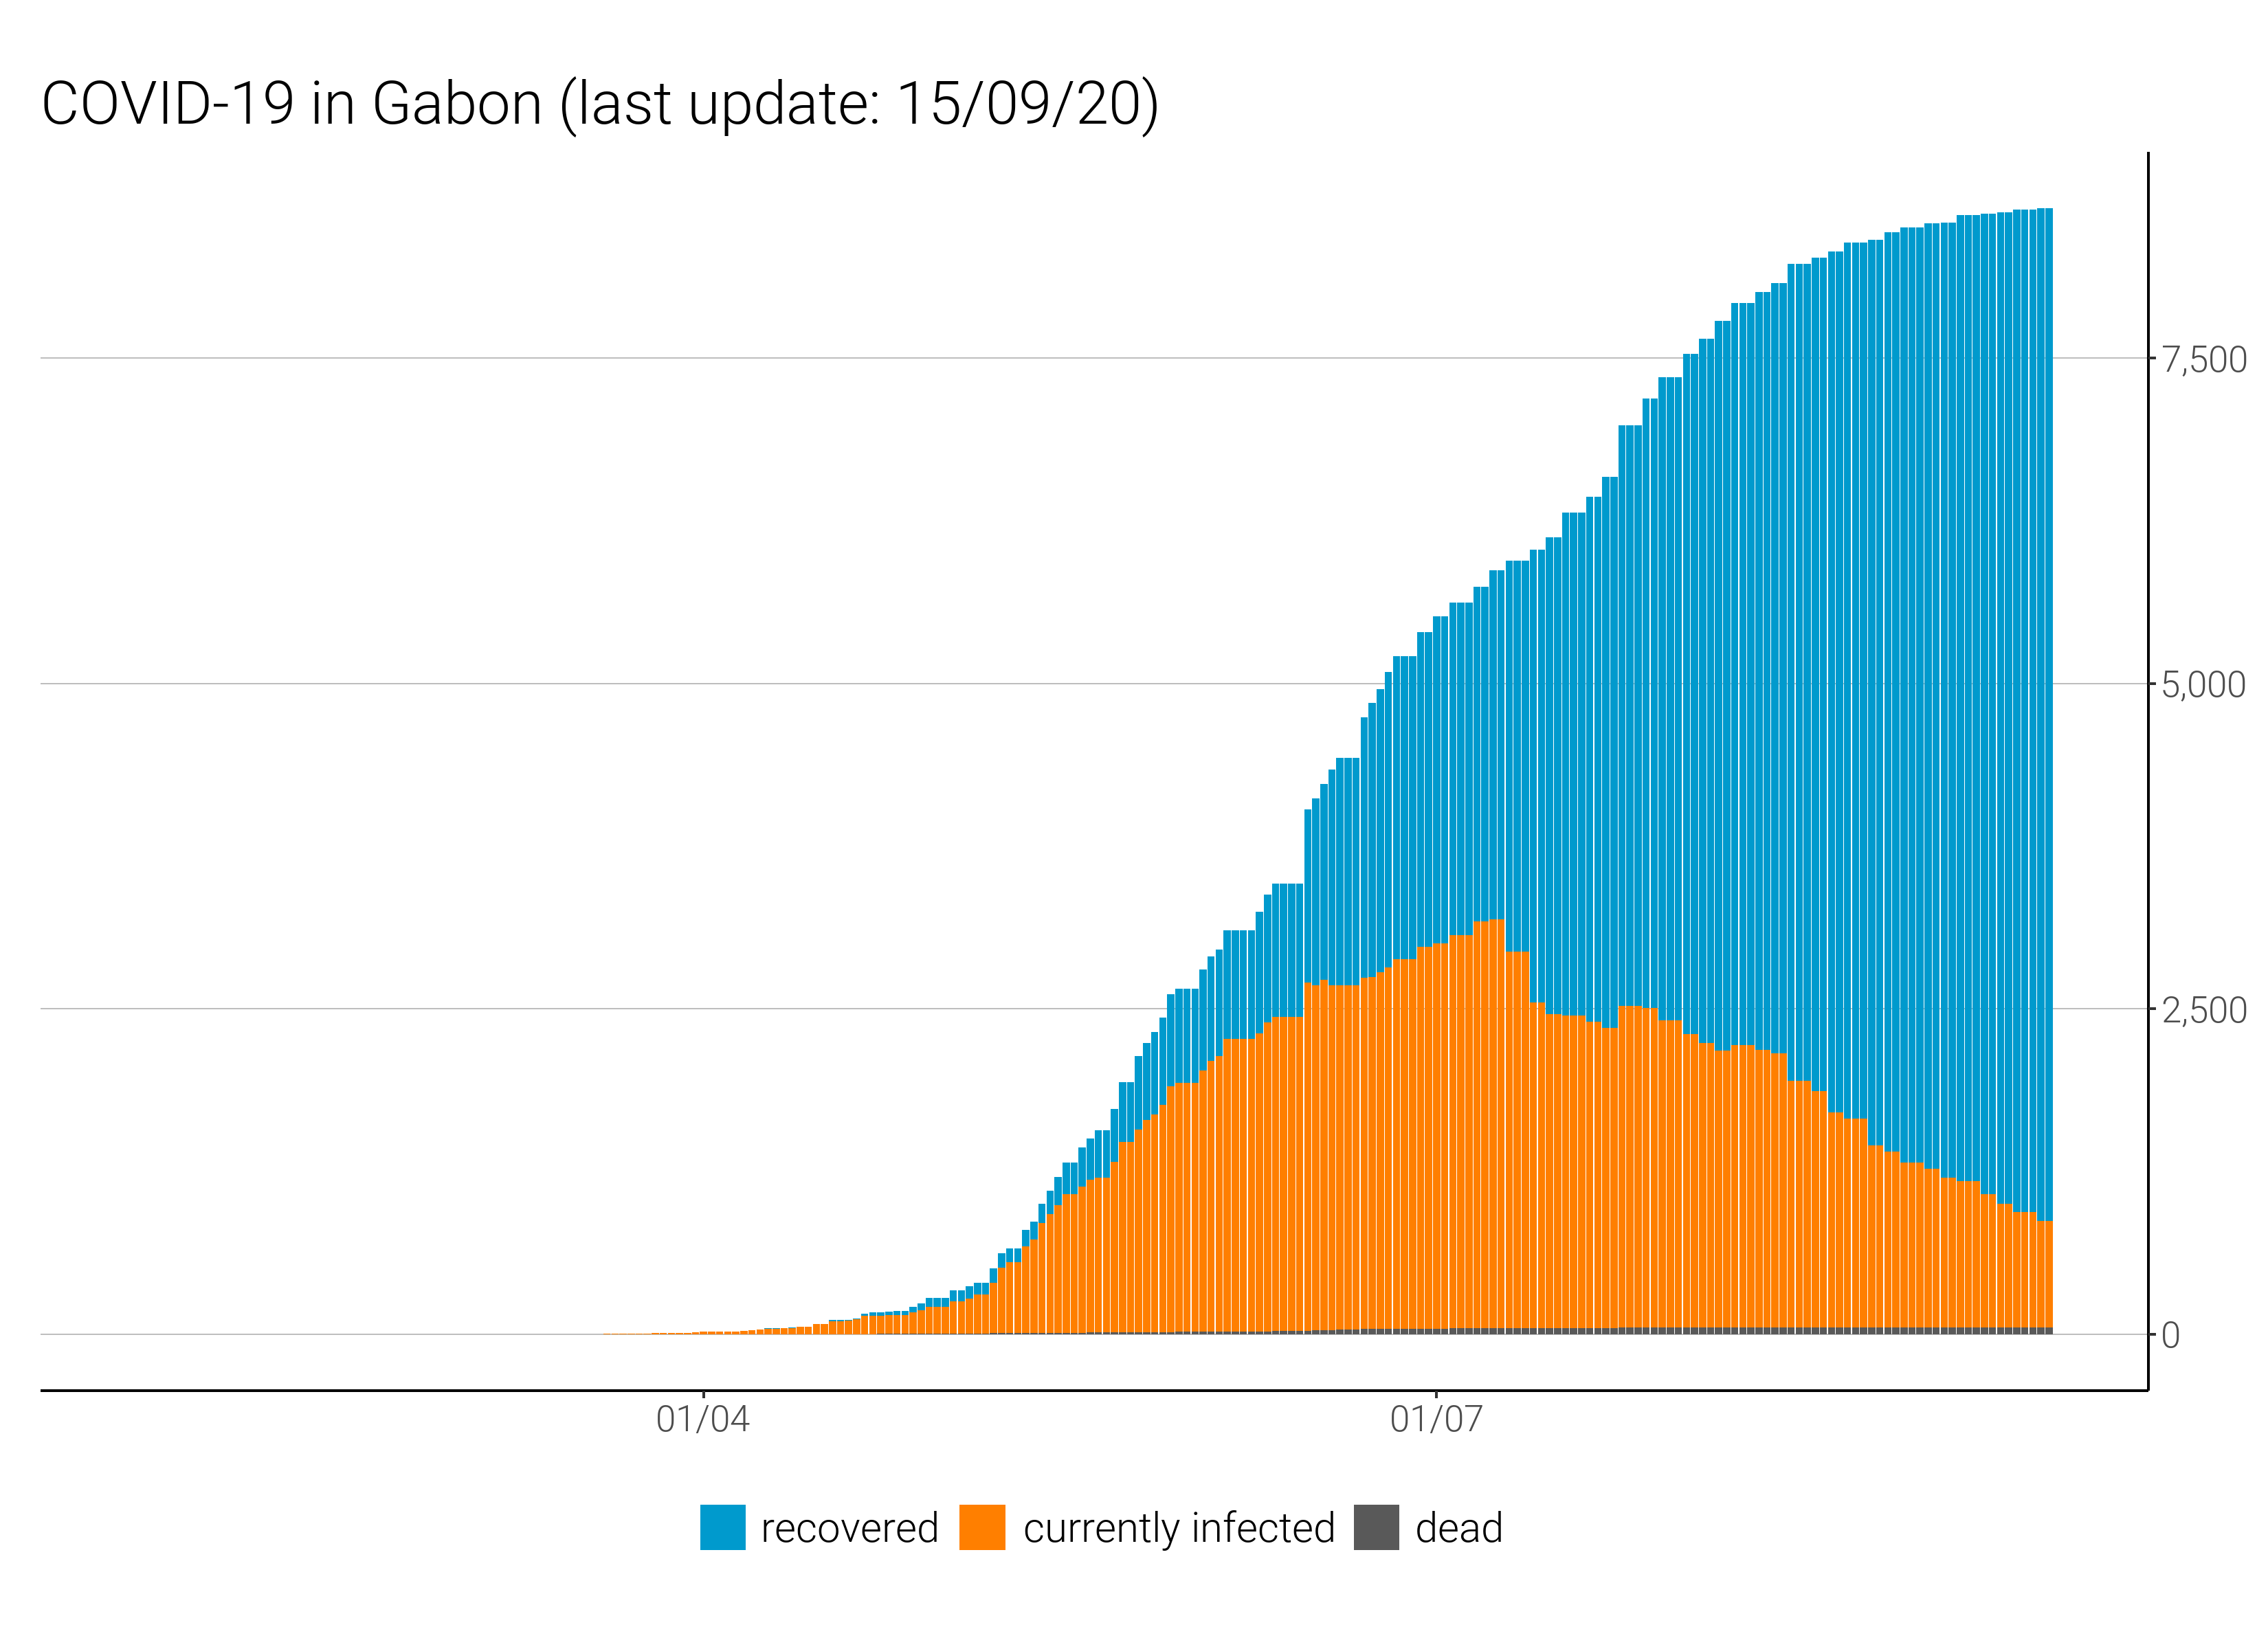 COVID-19 in Gabon (last update: 15/09/20)
7,500
5,000
2,500
0
01/04 01/07
recovered currently infected dead